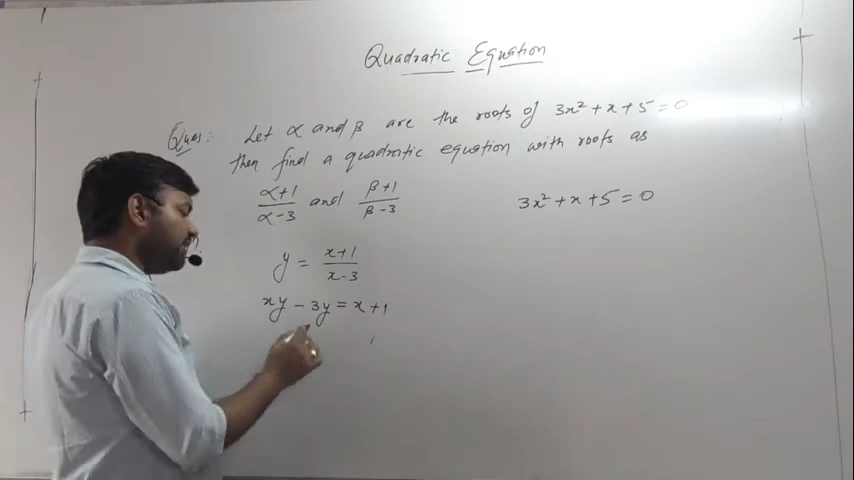 Quadratic Equation
Ques: Let α and β are the roots of 3x² + x + 5 = 0
then find a quadratic equation with roots as
α+1/α-3 and β+1/β-3
3x² + x + 5 = 0
y = x+1/x-3
xy - 3y = x + 1